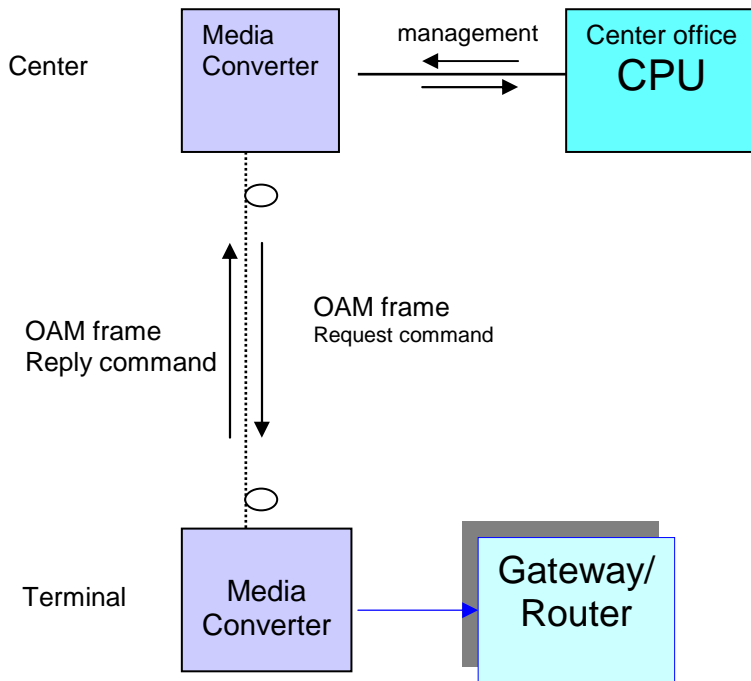 Center
Media
Converter
management
Center office
CPU
OAM frame
Reply command
OAM frame
Request command
Terminal
Media
Converter
Gateway/
Router